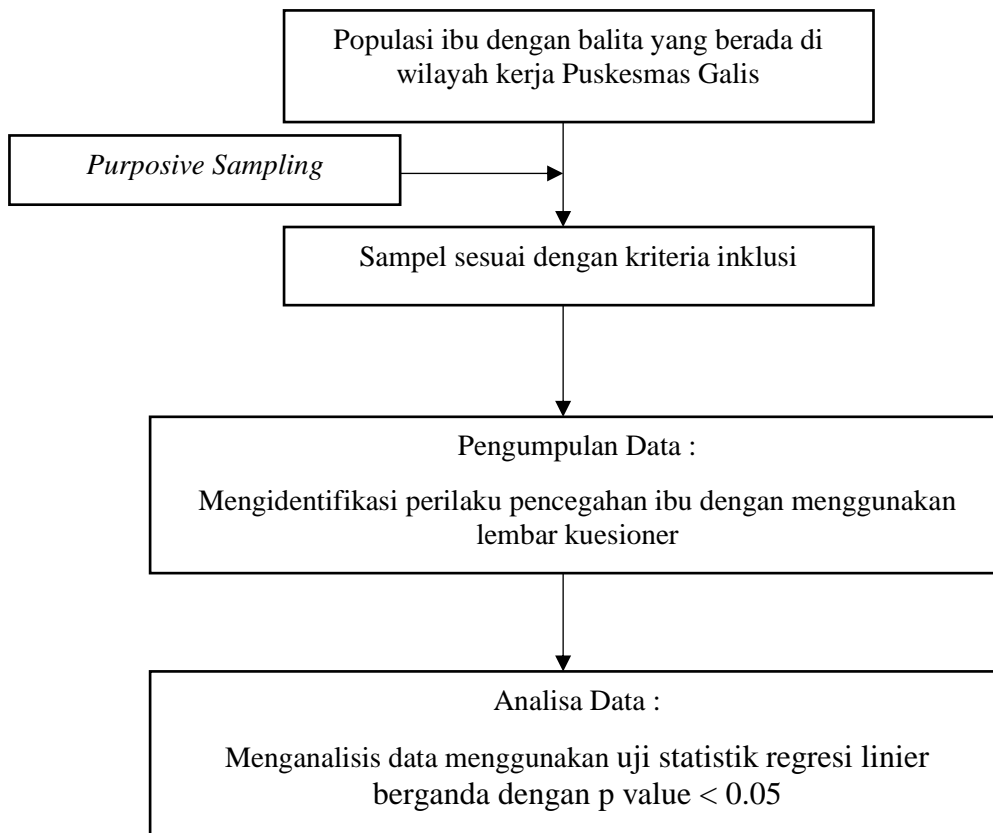 Populasi ibu dengan balita yang berada di
wilayah kerja Puskesmas Galis
Purposive Sampling
Sampel sesuai dengan kriteria inklusi
Pengumpulan Data :
Mengidentifikasi perilaku pencegahan ibu dengan menggunakan
lembar kuesioner
Analisa Data :
Menganalisis data menggunakan uji statistik regresi linier
berganda dengan p value < 0.05